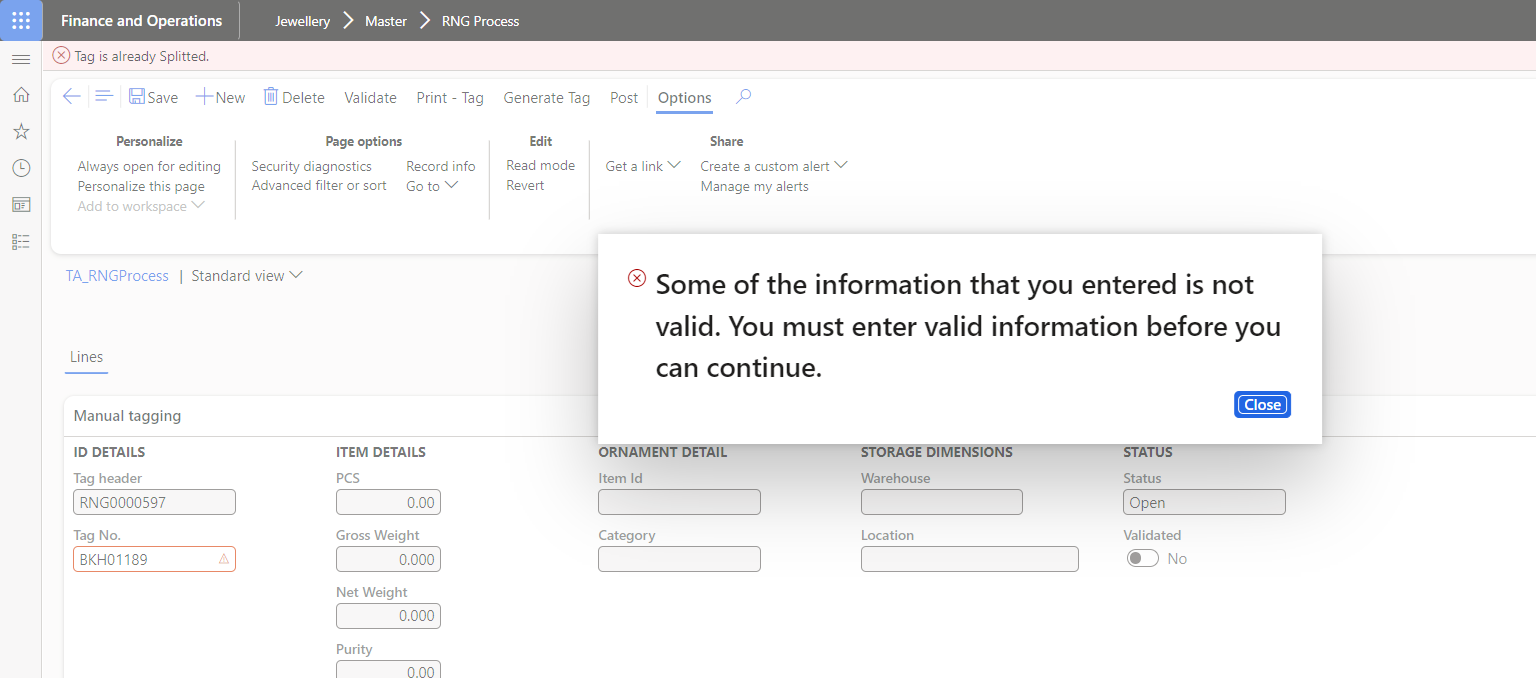 Finance and Operations
Jewellery > Master > RNG Process
Tag is already Splitted.
Save New Delete Validate Print - Tag Generate Tag Post Options
Personalize
Always open for editing
Personalize this page
Add to workspace
Page options
Security diagnostics
Advanced filter or sort
Record info
Go to
Edit
Read mode
Revert
Share
Get a link
Create a custom alert
Manage my alerts
TA_RNGProcess | Standard view
Some of the information that you entered is not
valid. You must enter valid information before you
can continue.
Close
Lines
Manual tagging
ID DETAILS
Tag header
RNG0000597
Tag No.
BKH01189
ITEM DETAILS
PCS
0.00
Gross Weight
0.000
Net Weight
0.000
Purity
0.00
ORNAMENT DETAIL
Item Id
Category
STORAGE DIMENSIONS
Warehouse
Location
STATUS
Status
Open
Validated
No